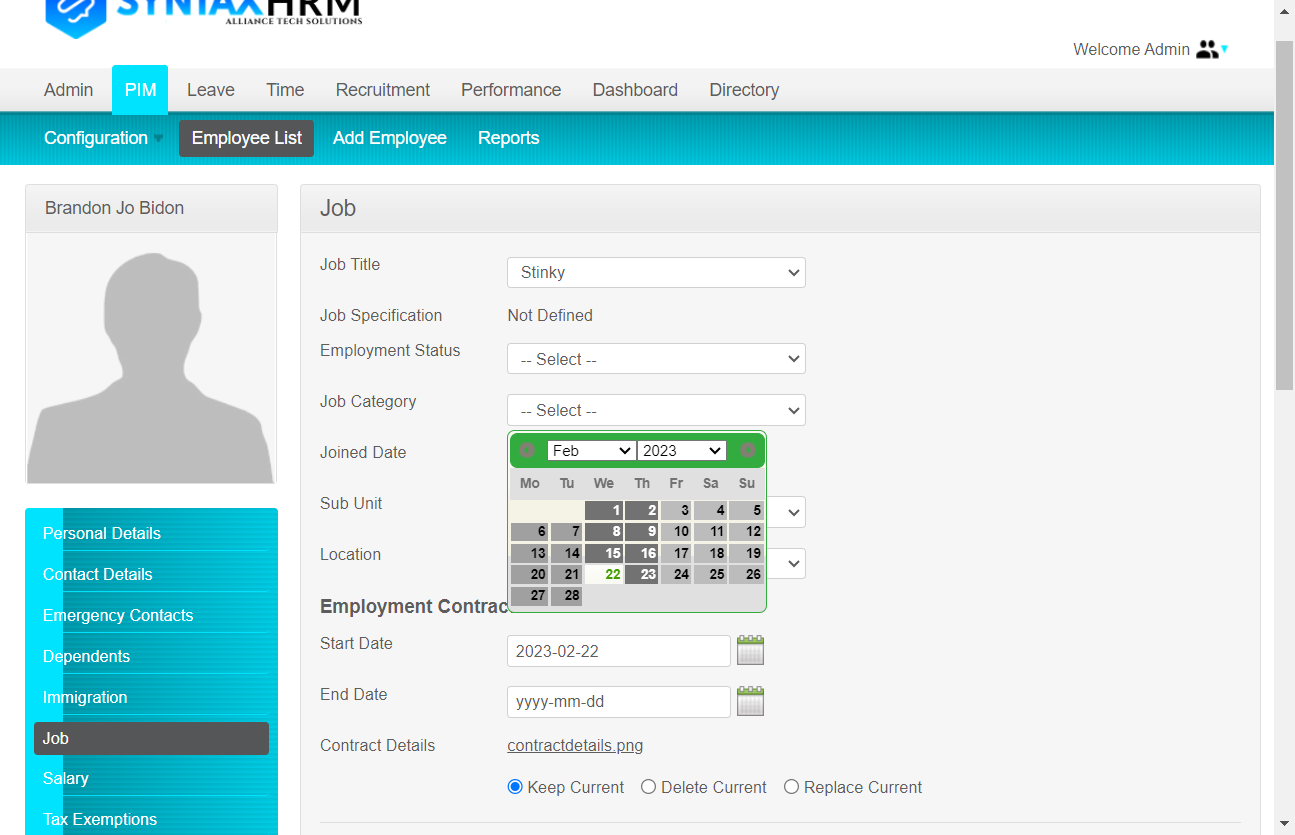 SYNTAXHRM
ALLIANCE TECH SOLUTIONS
Welcome Admin
Admin PIM Leave Time Recruitment Performance Dashboard Directory
Configuration Employee List Add Employee Reports
Brandon Jo Bidon
Personal Details
Contact Details
Emergency Contacts
Dependents
Immigration
Job
Salary
Tax Exemptions
Job
Job Title Stinky
Job Specification Not Defined
Employment Status -- Select --
Job Category -- Select --
Joined Date
Feb 2023
Mo Tu We Th Fr Sa Su
1 2 3 4 5
6 7 8 9 10 11 12
13 14 15 16 17 18 19
20 21 22 23 24 25 26
27 28
Sub Unit
Location
Employment Contrac
Start Date 2023-02-22
End Date yyyy-mm-dd
Contract Details contractdetails.png
Keep Current Delete Current Replace Current